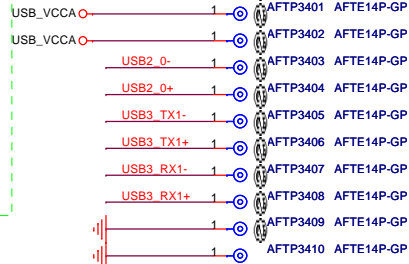 USB_VCCA 1 AFTP3401 AFTE14P-GP
USB_VCCA 1 AFTP3402 AFTE14P-GP
USB2_0- 1 AFTP3403 AFTE14P-GP
USB2_0+ 1 AFTP3404 AFTE14P-GP
USB3_TX1- 1 AFTP3405 AFTE14P-GP
USB3_TX1+ 1 AFTP3406 AFTE14P-GP
USB3_RX1- 1 AFTP3407 AFTE14P-GP
USB3_RX1+ 1 AFTP3408 AFTE14P-GP
1 AFTP3409 AFTE14P-GP
1 AFTP3410 AFTE14P-GP